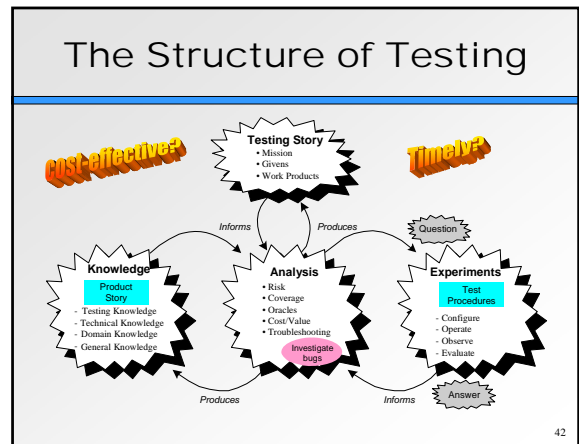 The Structure of Testing
cost-effective?
Timely?
Testing Story
• Mission
• Givens
• Work Products
Informs
Produces
Question
Knowledge
Product
Story
- Testing Knowledge
- Technical Knowledge
- Domain Knowledge
- General Knowledge
Analysis
• Risk
• Coverage
• Oracles
• Cost/Value
• Troubleshooting
Investigate
bugs
Experiments
Test
Procedures
- Configure
- Operate
- Observe
- Evaluate
Produces
Informs
Answer
42